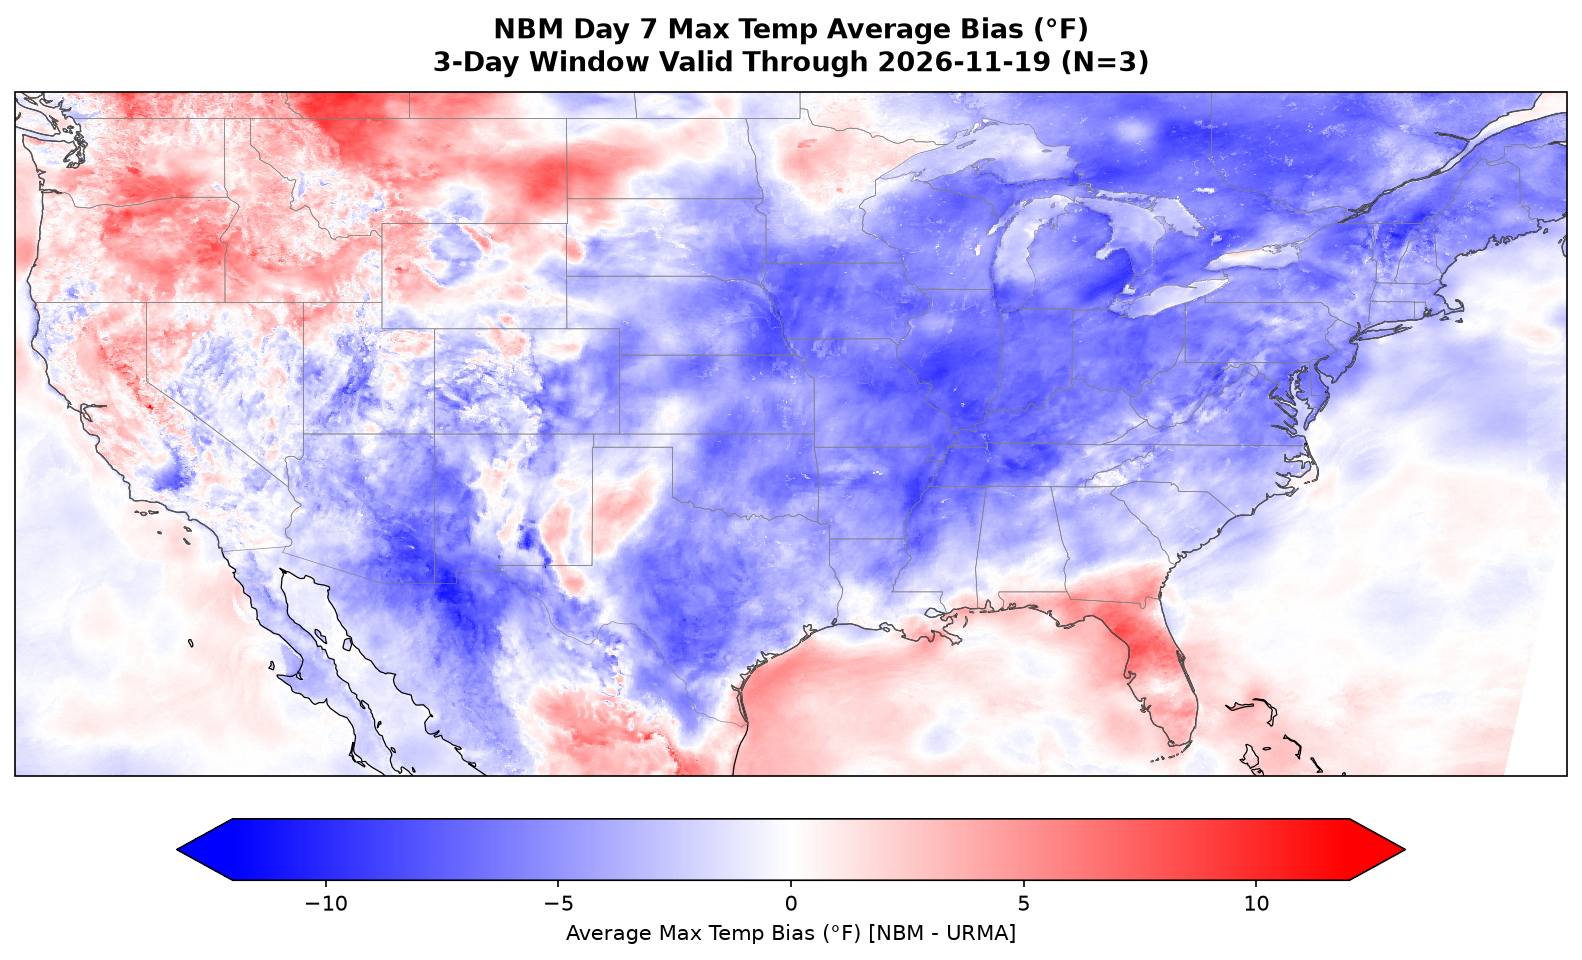 NBM Day 7 Max Temp Average Bias (°F)
3-Day Window Valid Through 2026-11-19 (N=3)
−10 −5 0 5 10
Average Max Temp Bias (°F) [NBM - URMA]